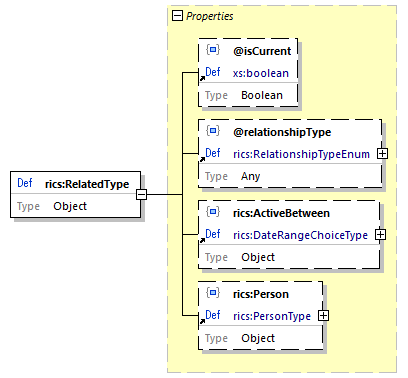 Properties
@isCurrent
Def xs:boolean
Type Boolean
@relationshipType
Def rics:RelationshipTypeEnum
Type Any
Def rics:RelatedType
Type Object
rics:ActiveBetween
Def rics:DateRangeChoiceType
Type Object
rics:Person
Def rics:PersonType
Type Object